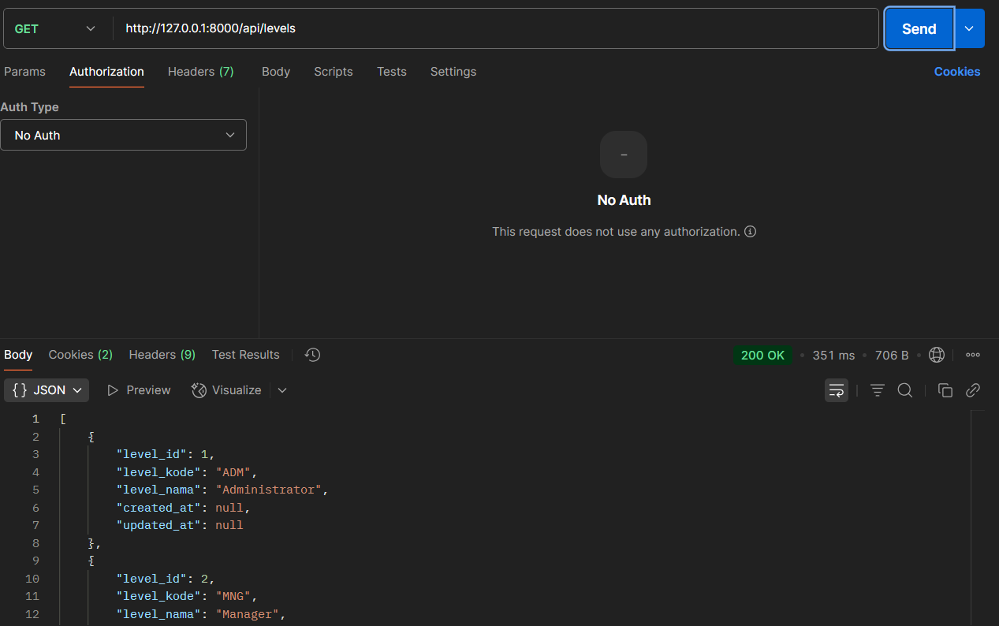 GET http://127.0.0.1:8000/api/levels Send
Params Authorization Headers (7) Body Scripts Tests Settings Cookies
Auth Type
No Auth
-
No Auth
This request does not use any authorization.
Body Cookies (2) Headers (9) Test Results 200 OK • 351 ms • 706 B •
{} JSON Preview Visualize
1 [
2 {
3 "level_id": 1,
4 "level_kode": "ADM",
5 "level_nama": "Administrator",
6 "created_at": null,
7 "updated_at": null
8 },
9 {
10 "level_id": 2,
11 "level_kode": "MNG",
12 "level_nama": "Manager",